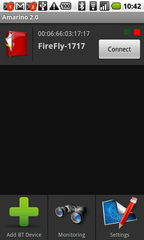 10:42
Amarino 2.0
00:06:66:03:17:17
FireFly-1717
Connect
Add BT Device
Monitoring
Settings